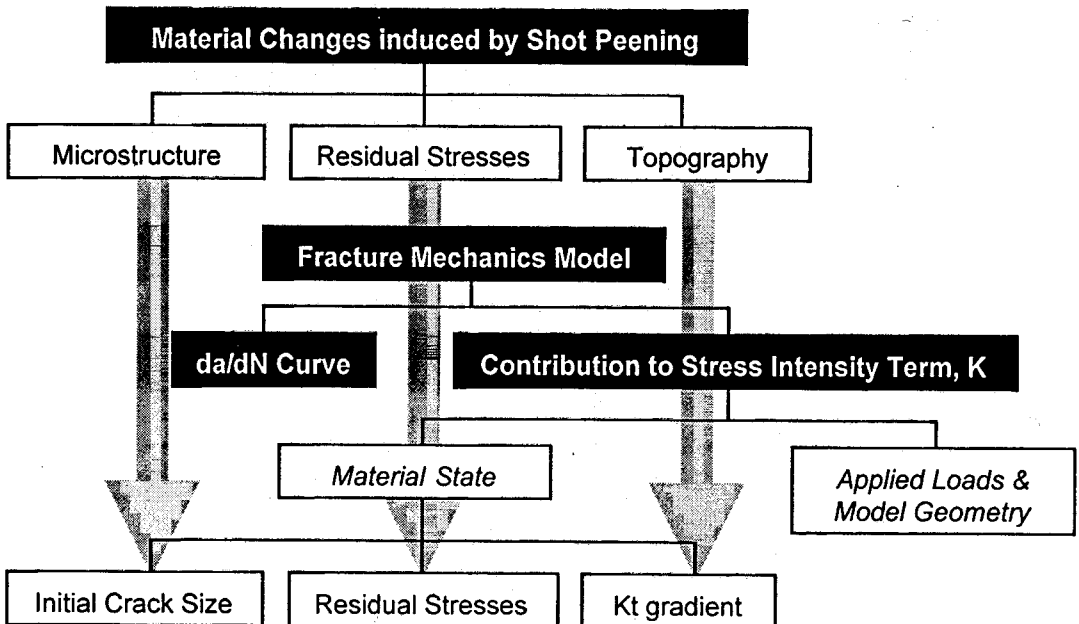 Material Changes induced by Shot Peening
Microstructure
Residual Stresses
Topography
Fracture Mechanics Model
da/dN Curve
Contribution to Stress Intensity Term, K
Material State
Applied Loads &
Model Geometry
Initial Crack Size
Residual Stresses
Kt gradient